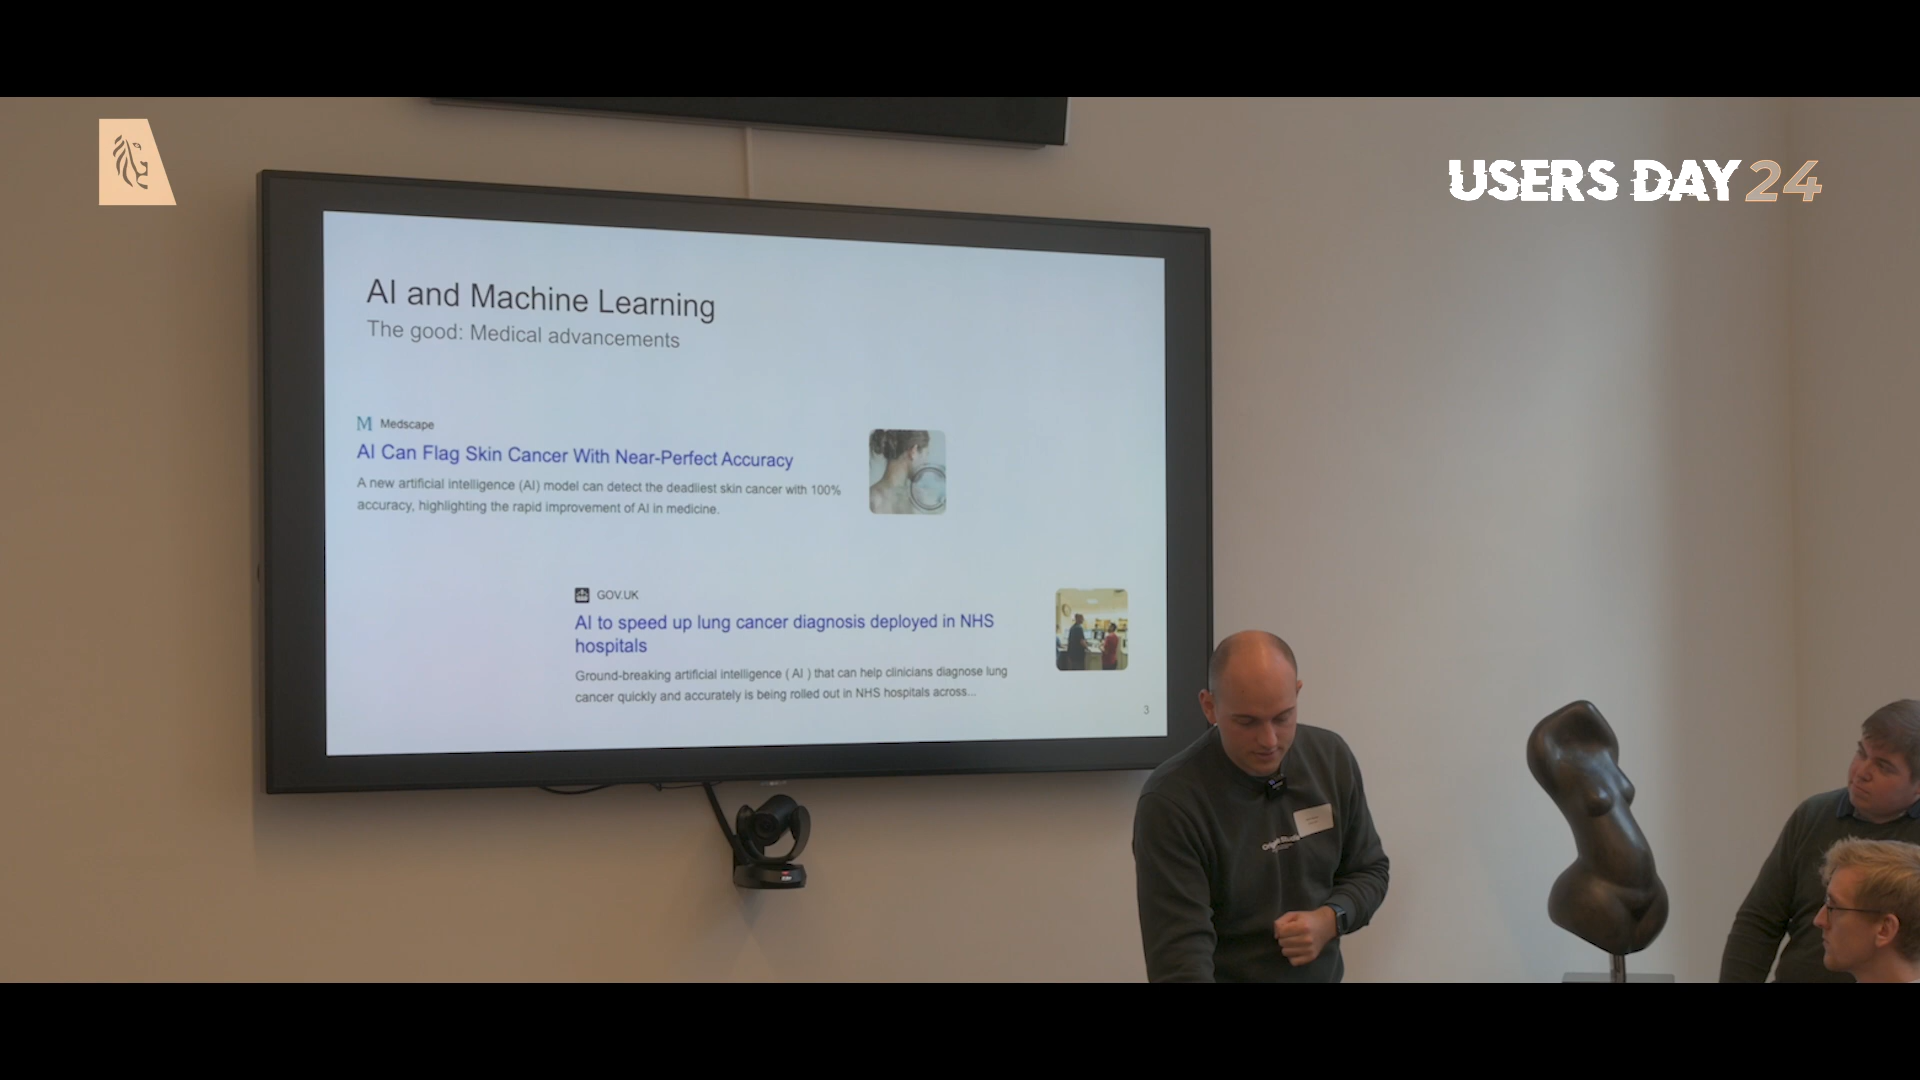 USERS DAY 24
AI and Machine Learning
The good: Medical advancements
M Medscape
AI Can Flag Skin Cancer With Near-Perfect Accuracy
A new artificial intelligence (AI) model can detect the deadliest skin cancer with 100%
accuracy, highlighting the rapid improvement of AI in medicine.
GOV.UK
AI to speed up lung cancer diagnosis deployed in NHS
hospitals
Ground-breaking artificial intelligence ( AI ) that can help clinicians diagnose lung
cancer quickly and accurately is being rolled out in NHS hospitals across...
3